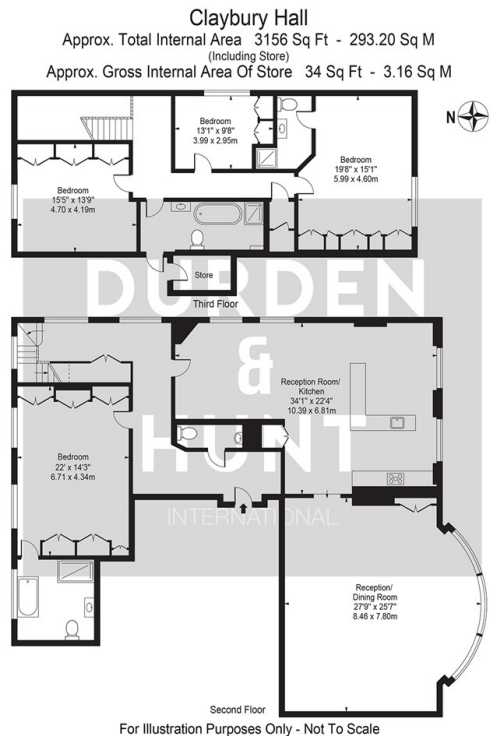 Claybury Hall
Approx. Total Internal Area 3156 Sq Ft - 293.20 Sq M
(Including Store)
Approx. Gross Internal Area Of Store 34 Sq Ft - 3.16 Sq M
N
Bedroom
13'1" x 9'8"
3.99 x 2.95m
Bedroom
19'8" x 15'1"
5.99 x 4.60m
Bedroom
15'5" x 13'9"
4.70 x 4.19m
Store
Third Floor
DURDEN
&
HUNT
INTERNATIONAL
Reception Room/
Kitchen
34'1" x 22'4"
10.39 x 6.81m
Bedroom
22' x 14'3"
6.71 x 4.34m
Reception/
Dining Room
27'9" x 25'7"
8.46 x 7.80m
Second Floor
For Illustration Purposes Only - Not To Scale